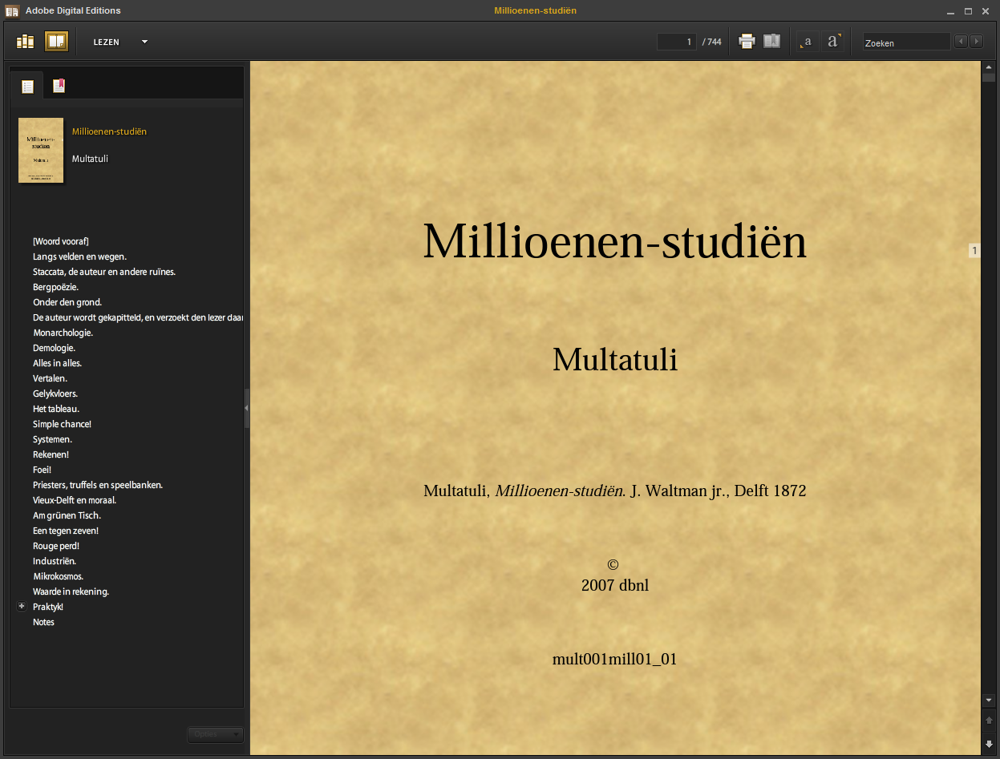 Adobe Digital Editions
Millioenen-studiën
LEZEN
1 / 744
a a
Zoeken
Millioenen-studiën
Multatuli
Millioenen-
studiën
Multatuli
[Woord vooraf]
Langs velden en wegen.
Staccata, de auteur en andere ruïnes.
Bergpoëzie.
Onder den grond.
De auteur wordt gekapitteld, en verzoekt den lezer daar
Monarchologie.
Demologie.
Alles in alles.
Vertalen.
Gelykvloers.
Het tableau.
Simple chance!
Systemen.
Rekenen!
Foei!
Priesters, truffels en speelbanken.
Vieux-Delft en moraal.
Am grünen Tisch.
Een tegen zeven!
Rouge perd!
Industriën.
Mikrokosmos.
Waarde in rekening.
Praktyk!
Notes
Opties
Millioenen-studiën
1
Multatuli
Multatuli, Millioenen-studiën. J. Waltman jr., Delft 1872
©
2007 dbnl
mult001mill01_01